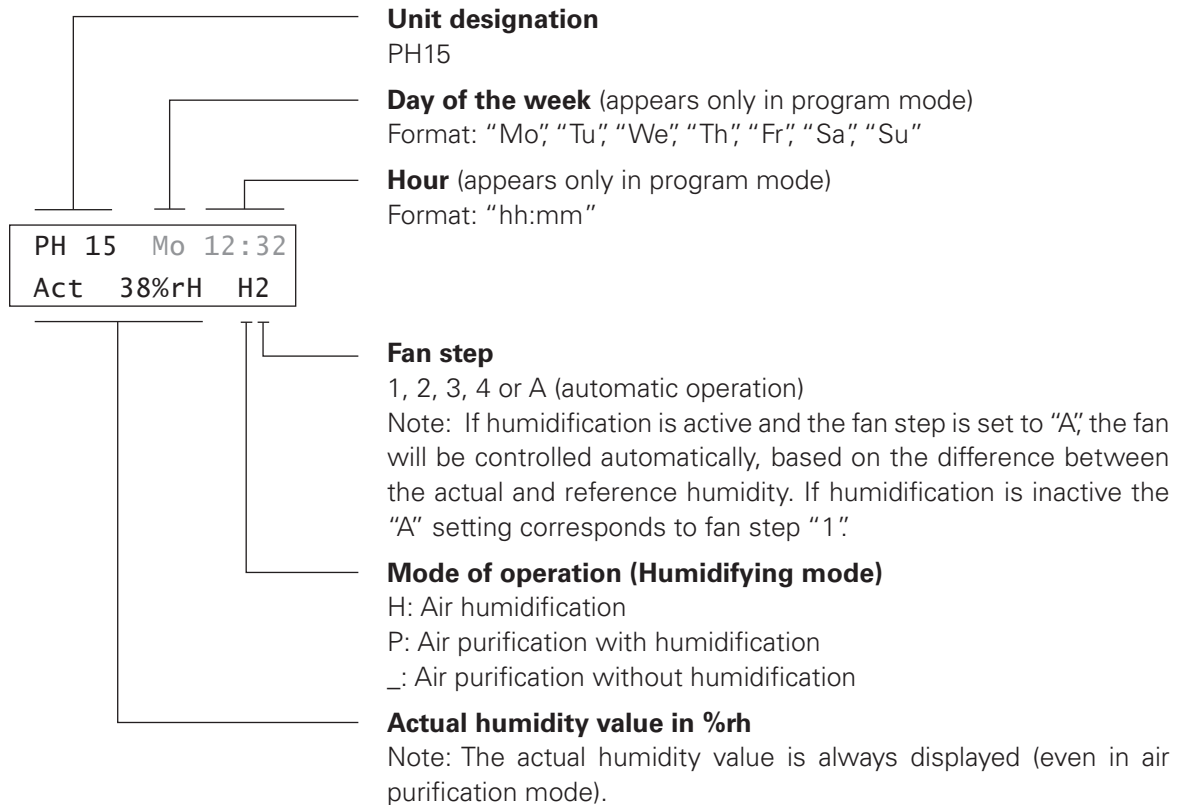 Unit designation
PH15
Day of the week (appears only in program mode)
Format: “Mo”, “Tu”, “We”, “Th”, “Fr”, “Sa”, “Su”
Hour (appears only in program mode)
Format: “hh:mm”
PH 15 Mo 12:32
Act 38%rH H2
Fan step
1, 2, 3, 4 or A (automatic operation)
Note: If humidification is active and the fan step is set to “A”, the fan
will be controlled automatically, based on the difference between
the actual and reference humidity. If humidification is inactive the
“A” setting corresponds to fan step “1”.
Mode of operation (Humidifying mode)
H: Air humidification
P: Air purification with humidification
_: Air purification without humidification
Actual humidity value in %rh
Note: The actual humidity value is always displayed (even in air
purification mode).